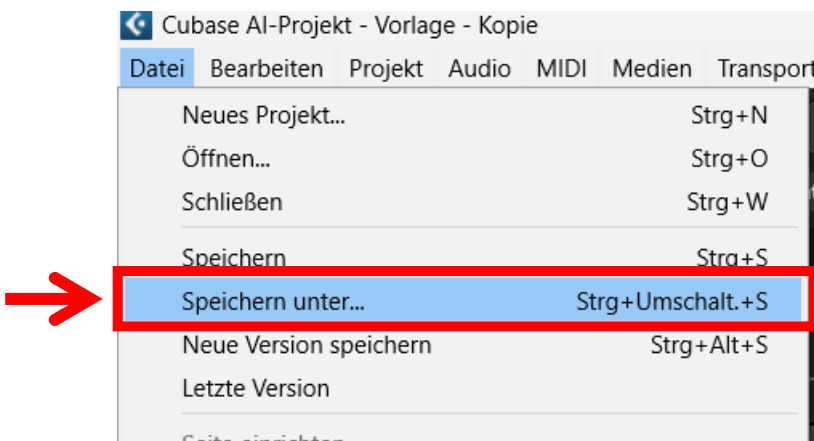 Cubase AI-Projekt - Vorlage - Kopie
Datei Bearbeiten Projekt Audio MIDI Medien Transport
Neues Projekt... Strg+N
Öffnen... Strg+O
Schließen Strg+W
Speichern Strg+S
Speichern unter... Strg+Umschalt.+S
Neue Version speichern Strg+Alt+S
Letzte Version